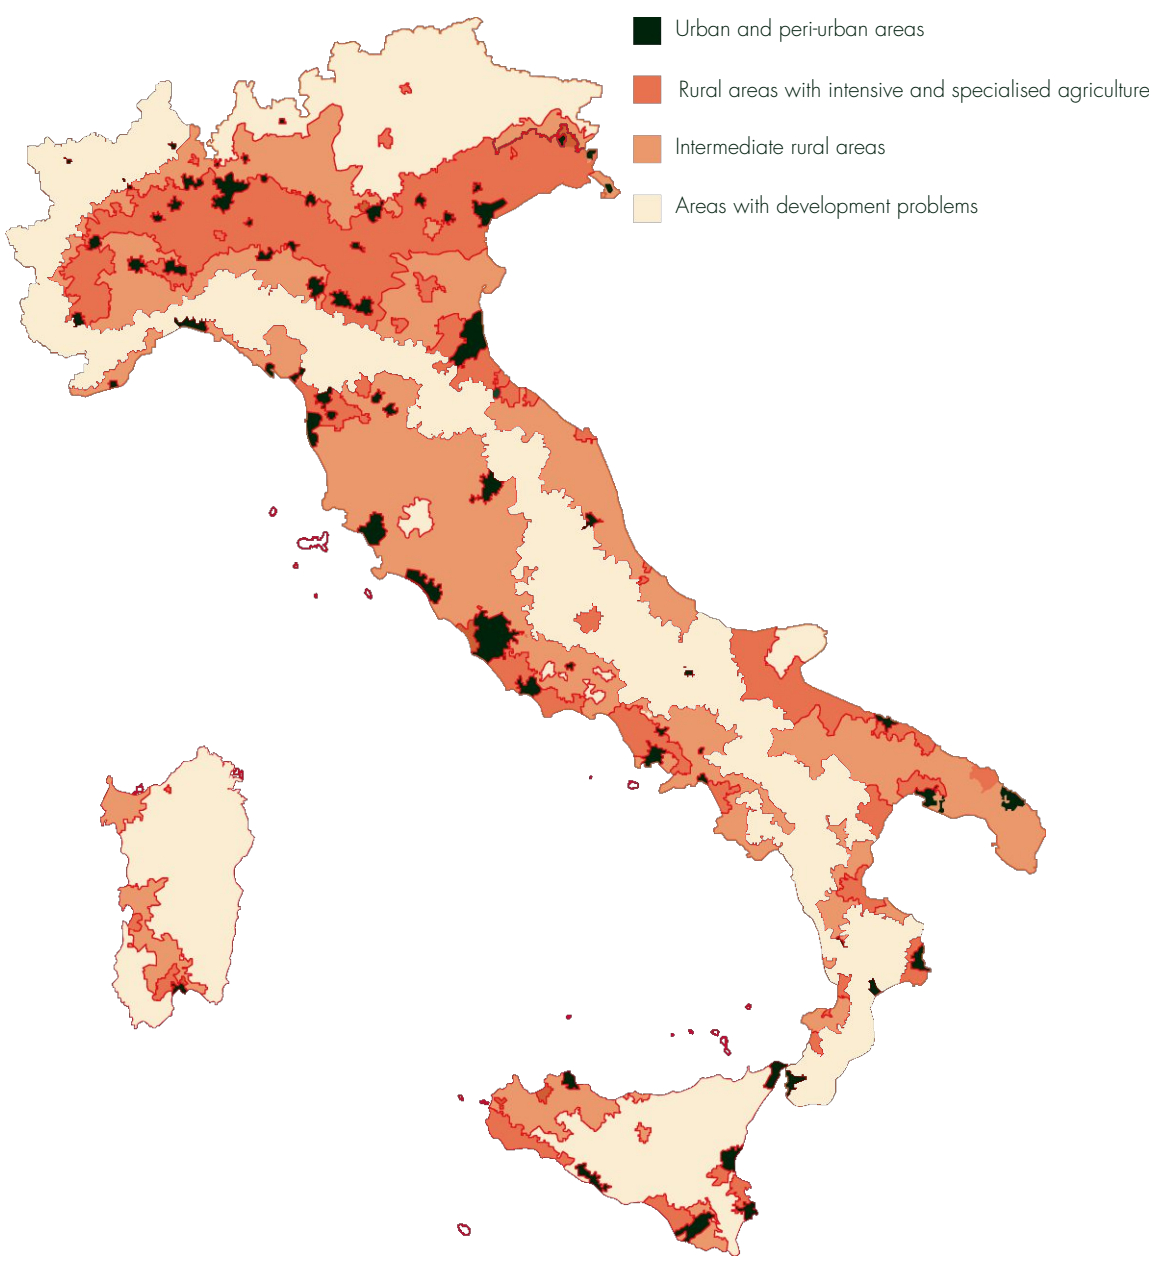 Urban and peri-urban areas
Rural areas with intensive and specialised agriculture
Intermediate rural areas
Areas with development problems